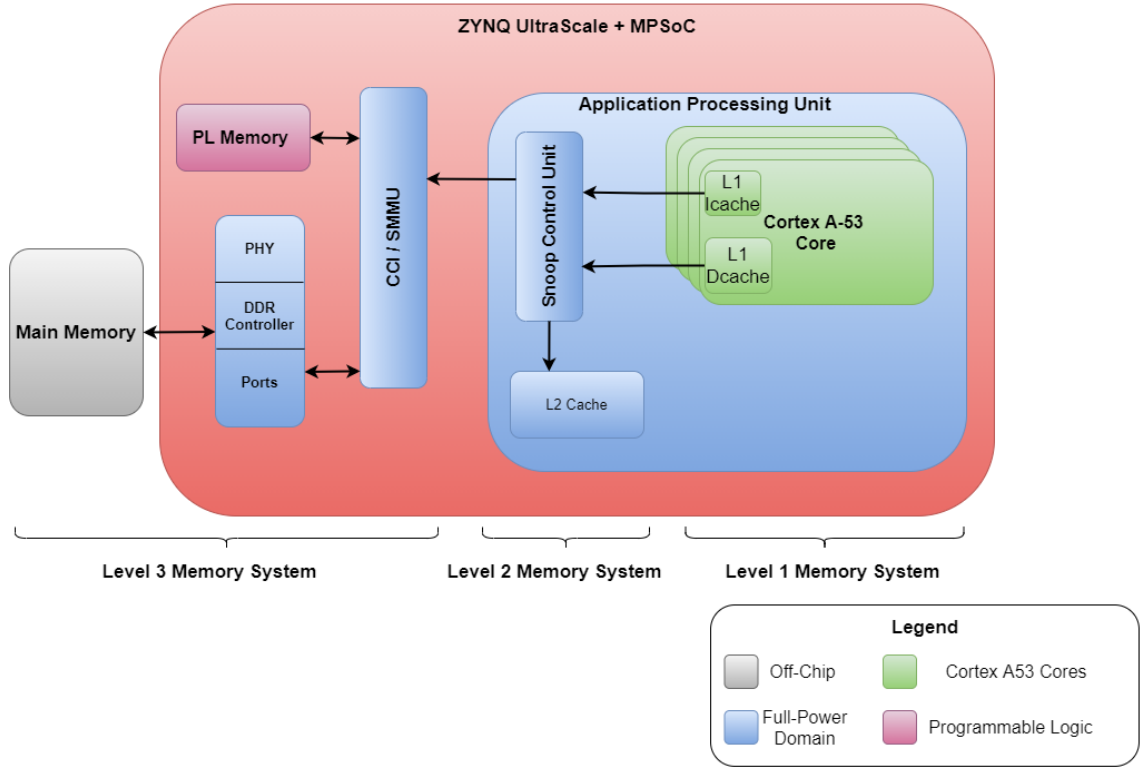 ZYNQ UltraScale + MPSoC
Application Processing Unit
PL Memory
CCI / SMMU
Snoop Control Unit
L1
Icache
Cortex A-53
Core
L1
Dcache
PHY
DDR
Controller
Ports
Main Memory
L2 Cache
Level 3 Memory System
Level 2 Memory System
Level 1 Memory System
Legend
Off-Chip
Cortex A53 Cores
Full-Power
Domain
Programmable Logic